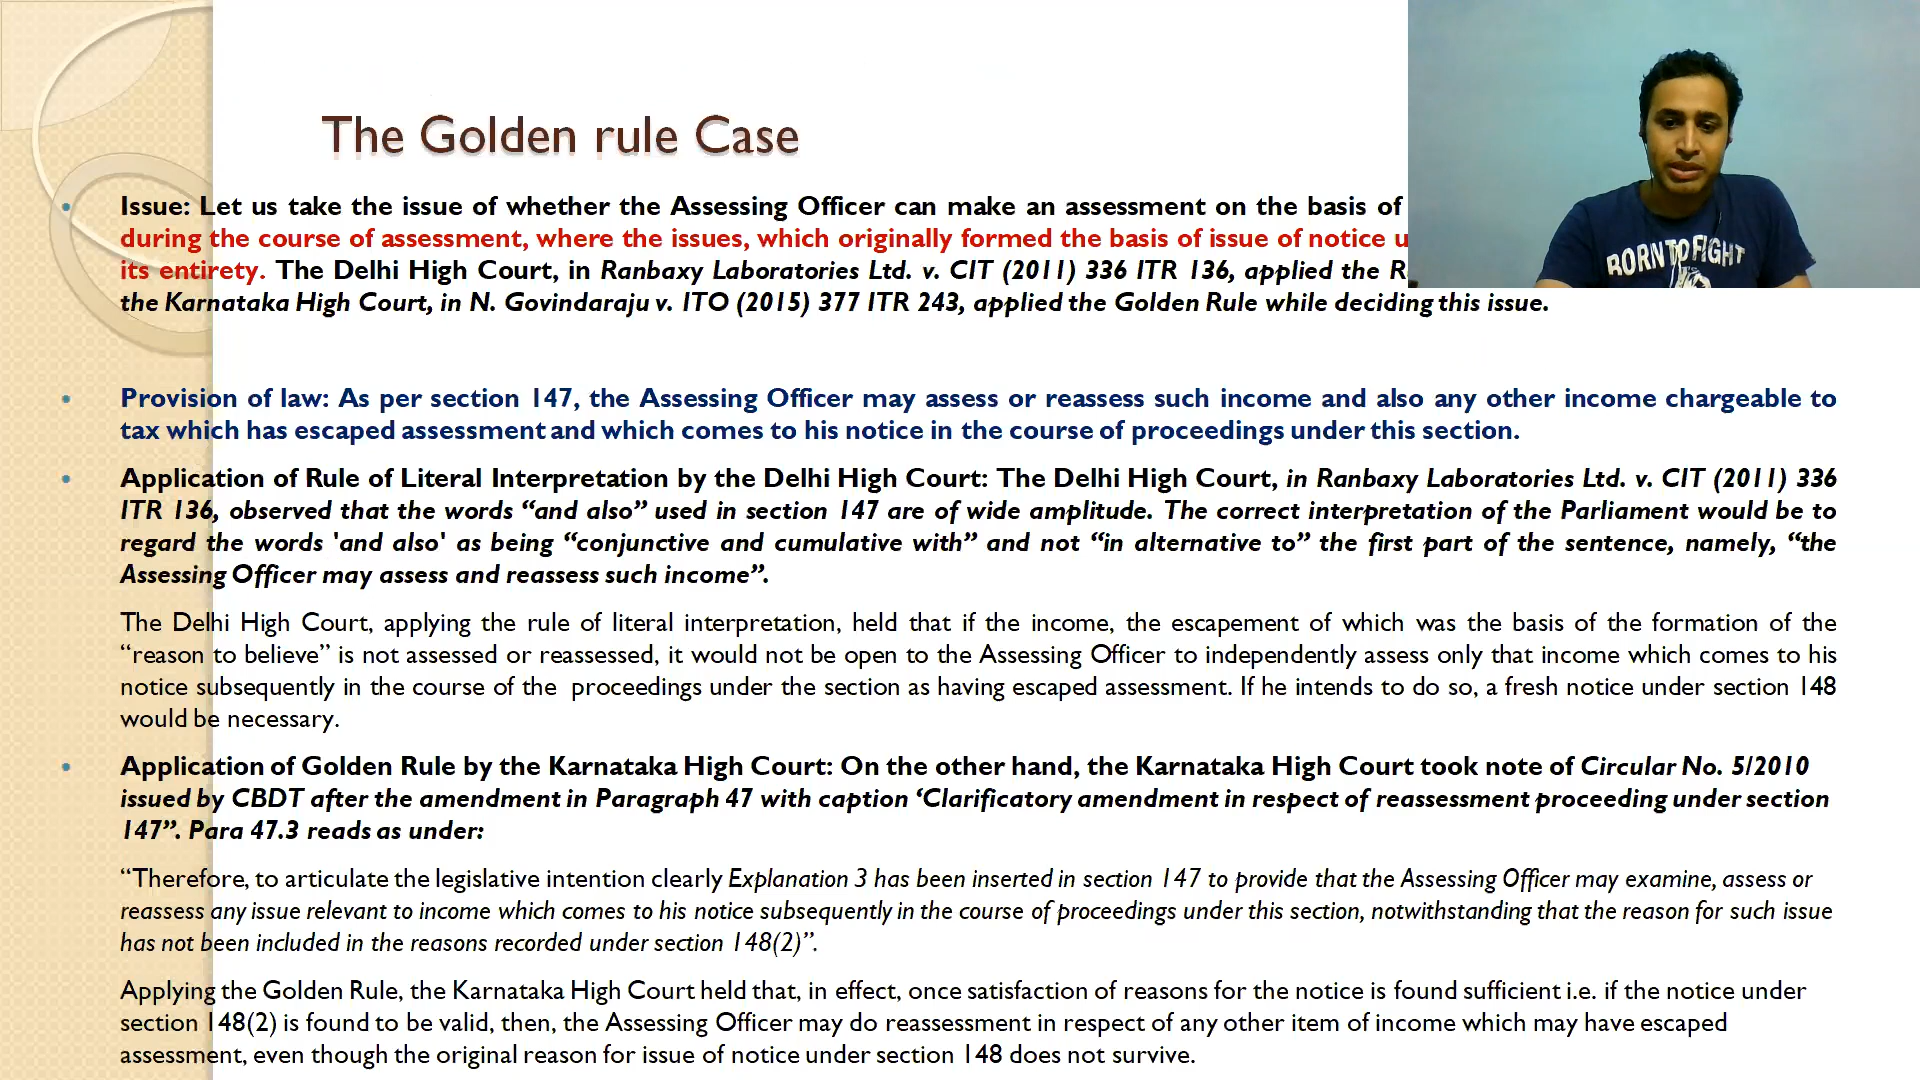 The Golden rule Case
BORN TO FIGHT
Issue: Let us take the issue of whether the Assessing Officer can make an assessment on the basis of
during the course of assessment, where the issues, which originally formed the basis of issue of notice
its entirety. The Delhi High Court, in Ranbaxy Laboratories Ltd. v. CIT (2011) 336 ITR 136, applied the
the Karnataka High Court, in N. Govindaraju v. ITO (2015) 377 ITR 243, applied the Golden Rule while deciding this issue.
Provision of law: As per section 147, the Assessing Officer may assess or reassess such income and also any other income chargeable to
tax which has escaped assessment and which comes to his notice in the course of proceedings under this section.
Application of Rule of Literal Interpretation by the Delhi High Court: The Delhi High Court, in Ranbaxy Laboratories Ltd. v. CIT (2011) 336
ITR 136, observed that the words “and also” used in section 147 are of wide amplitude. The correct interpretation of the Parliament would be to
regard the words 'and also' as being “conjunctive and cumulative with” and not “in alternative to” the first part of the sentence, namely, “the
Assessing Officer may assess and reassess such income”.
The Delhi High Court, applying the rule of literal interpretation, held that if the income, the escapement of which was the basis of the formation of the
“reason to believe” is not assessed or reassessed, it would not be open to the Assessing Officer to independently assess only that income which comes to his
notice subsequently in the course of the proceedings under the section as having escaped assessment. If he intends to do so, a fresh notice under section 148
would be necessary.
Application of Golden Rule by the Karnataka High Court: On the other hand, the Karnataka High Court took note of Circular No. 5/2010
issued by CBDT after the amendment in Paragraph 47 with caption ‘Clarificatory amendment in respect of reassessment proceeding under section
147”. Para 47.3 reads as under:
“Therefore, to articulate the legislative intention clearly Explanation 3 has been inserted in section 147 to provide that the Assessing Officer may examine, assess or
reassess any issue relevant to income which comes to his notice subsequently in the course of proceedings under this section, notwithstanding that the reason for such issue
has not been included in the reasons recorded under section 148(2)”.
Applying the Golden Rule, the Karnataka High Court held that, in effect, once satisfaction of reasons for the notice is found sufficient i.e. if the notice under
section 148(2) is found to be valid, then, the Assessing Officer may do reassessment in respect of any other item of income which may have escaped
assessment, even though the original reason for issue of notice under section 148 does not survive.